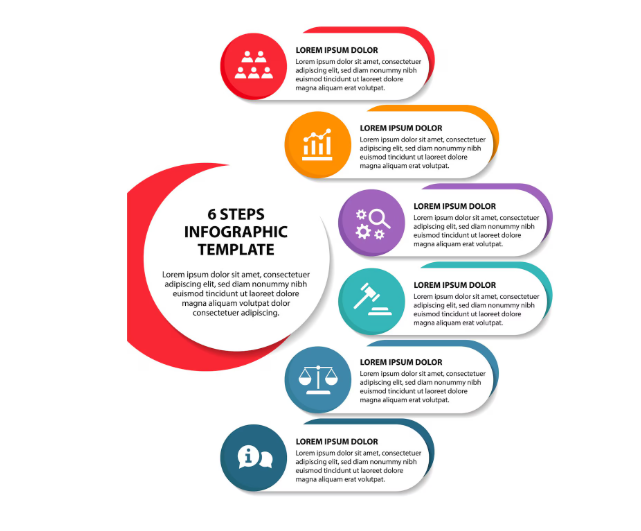 6 STEPS
INFOGRAPHIC
TEMPLATE
Lorem ipsum dolor sit amet, consectetuer
adipiscing elit, sed diam nonummy nibh
euismod tincidunt ut laoreet dolore
magna aliquam erat volutpat.
Lorem ipsum dolor sit amet,
consectetuer adipiscing.
LOREM IPSUM DOLOR
Lorem ipsum dolor sit amet, consectetuer
adipiscing elit, sed diam nonummy nibh
euismod tincidunt ut laoreet dolore
magna aliquam erat volutpat.
LOREM IPSUM DOLOR
Lorem ipsum dolor sit amet, consectetuer
adipiscing elit, sed diam nonummy nibh
euismod tincidunt ut laoreet dolore
magna aliquam erat volutpat.
LOREM IPSUM DOLOR
Lorem ipsum dolor sit amet, consectetuer
adipiscing elit, sed diam nonummy nibh
euismod tincidunt ut laoreet dolore
magna aliquam erat volutpat.
LOREM IPSUM DOLOR
Lorem ipsum dolor sit amet, consectetuer
adipiscing elit, sed diam nonummy nibh
euismod tincidunt ut laoreet dolore
magna aliquam erat volutpat.
LOREM IPSUM DOLOR
Lorem ipsum dolor sit amet, consectetuer
adipiscing elit, sed diam nonummy nibh
euismod tincidunt ut laoreet dolore
magna aliquam erat volutpat.
LOREM IPSUM DOLOR
Lorem ipsum dolor sit amet, consectetuer
adipiscing elit, sed diam nonummy nibh
euismod tincidunt ut laoreet dolore
magna aliquam erat volutpat.